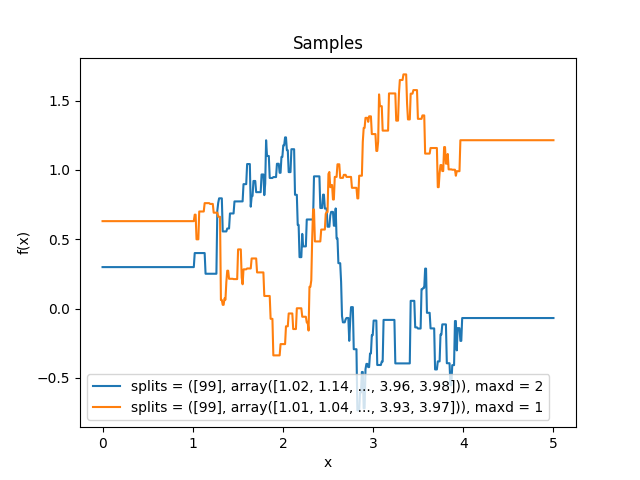 Samples
1.5
1.0
0.5
0.0
−0.5
f(x)
splits = ([99], array([1.02, 1.14, ..., 3.96, 3.98])), maxd = 2
splits = ([99], array([1.01, 1.04, ..., 3.93, 3.97])), maxd = 1
0 1 2 3 4 5
x